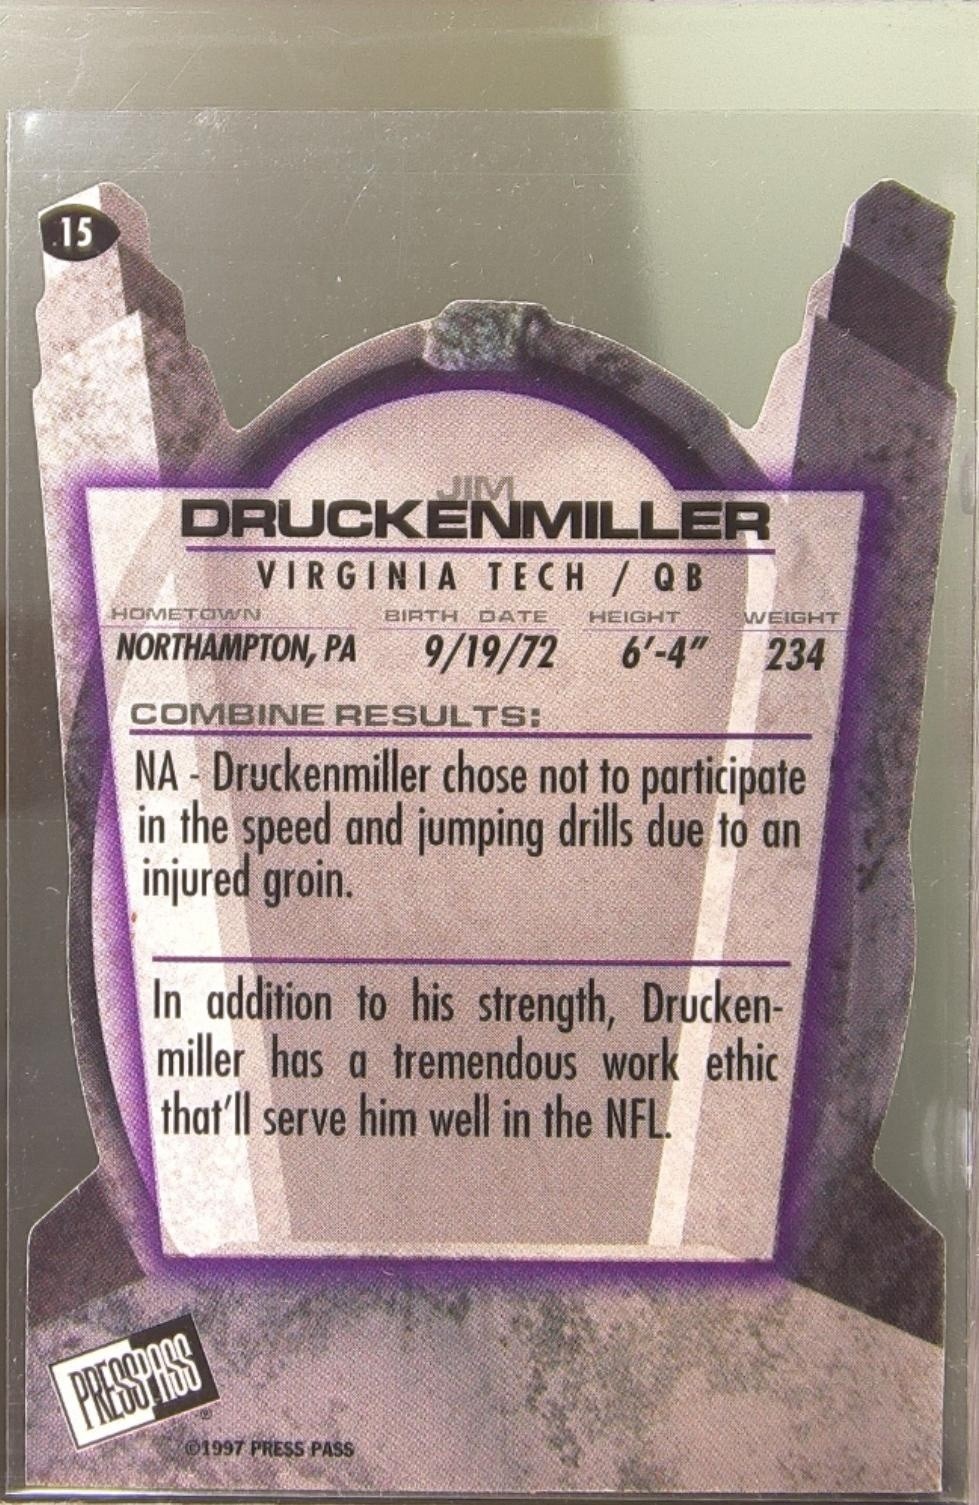 15
JIM
DRUCKENMILLER
VIRGINIA TECH / QB
HOMETOWN BIRTH DATE HEIGHT WEIGHT
NORTHAMPTON, PA 9/19/72 6'-4" 234
COMBINE RESULTS:
NA - Druckenmiller chose not to participate
in the speed and jumping drills due to an
injured groin.
In addition to his strength, Drucken-
miller has a tremendous work ethic
that'll serve him well in the NFL.
PRESS PASS
®
©1997 PRESS PASS